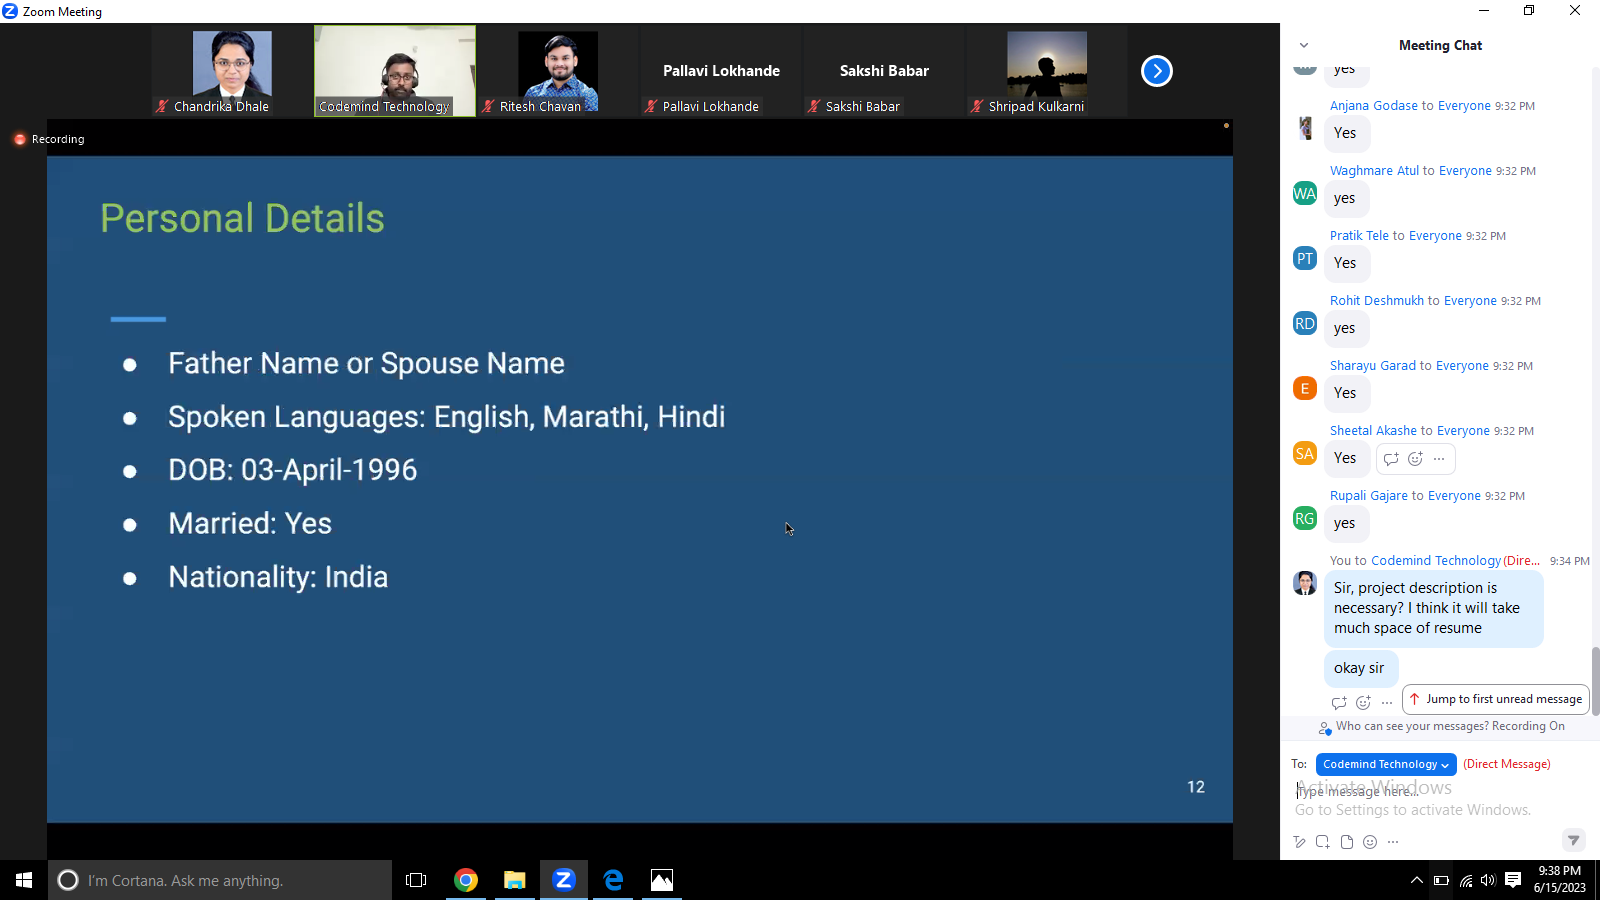 Zoom Meeting
Pallavi Lokhande
Sakshi Babar
Chandrika Dhale
Codemind Technology
Ritesh Chavan
Pallavi Lokhande
Sakshi Babar
Shripad Kulkarni
Recording
Personal Details
Father Name or Spouse Name
Spoken Languages: English, Marathi, Hindi
DOB: 03-April-1996
Married: Yes
Nationality: India
12
Meeting Chat
yes
Anjana Godase to Everyone 9:32 PM
Yes
Waghmare Atul to Everyone 9:32 PM
WA
yes
Pratik Tele to Everyone 9:32 PM
PT
Yes
Rohit Deshmukh to Everyone 9:32 PM
RD
yes
Sharayu Garad to Everyone 9:32 PM
E
Yes
Sheetal Akashe to Everyone 9:32 PM
SA
Yes
Rupali Gajare to Everyone 9:32 PM
RG
yes
You to Codemind Technology(Dire... 9:34 PM
Sir, project description is
necessary? I think it will take
much space of resume
okay sir
Jump to first unread message
Who can see your messages? Recording On
To: Codemind Technology (Direct Message)
Type message here...
Activate Windows
Go to Settings to activate Windows.
I'm Cortana. Ask me anything.
9:38 PM
6/15/2023